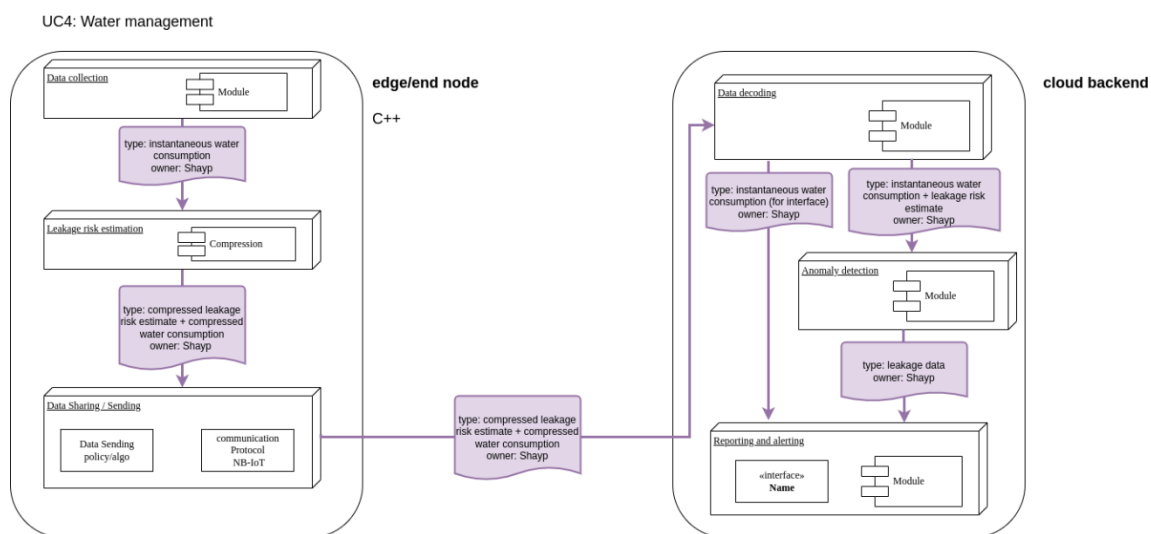 UC4: Water management
edge/end node
C++
Data collection
Module
type: instantaneous water
consumption
owner: Shayp
Leakage risk estimation
Compression
type: compressed leakage
risk estimate + compressed
water consumption
owner: Shayp
Data Sharing / Sending
Data Sending
policy/algo
communication
Protocol
NB-IoT
type: compressed leakage
risk estimate + compressed
water consumption
owner: Shayp
cloud backend
Data decoding
Module
type: instantaneous water
consumption (for interface)
owner: Shayp
type: instantaneous water
consumption + leakage risk
estimate
owner: Shayp
Anomaly detection
Module
type: leakage data
owner: Shayp
Reporting and alerting
«interface»
Name
Module